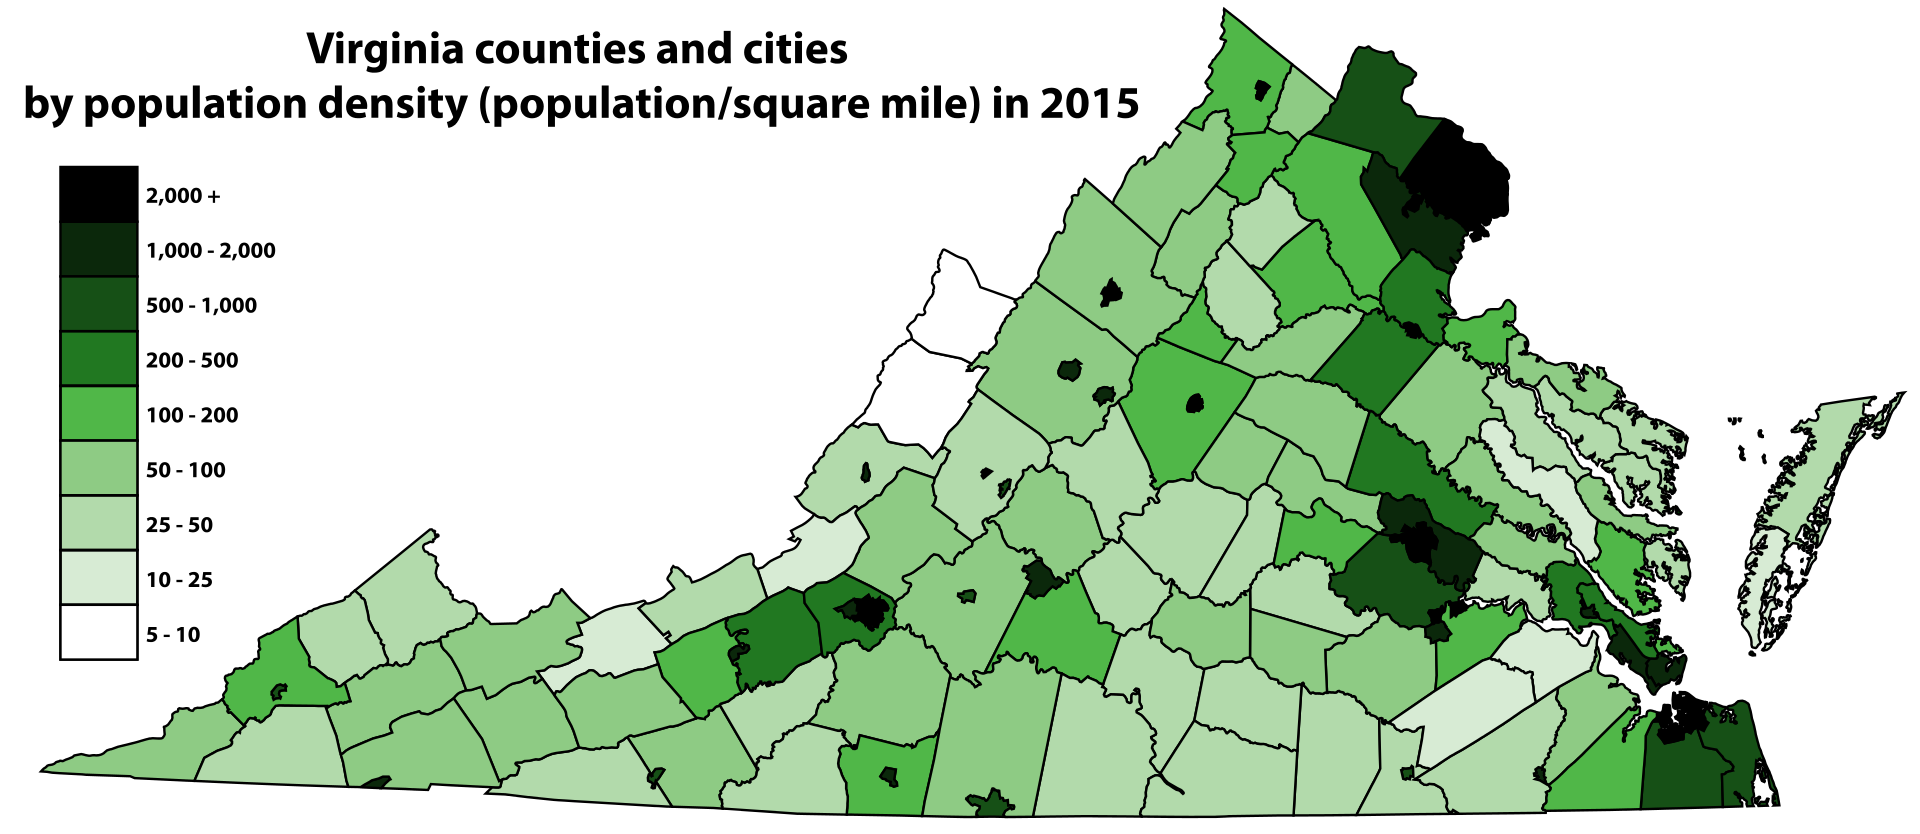 Virginia counties and cities
by population density (population/square mile) in 2015
2,000 +
1,000 - 2,000
500 - 1,000
200 - 500
100 - 200
50 - 100
25 - 50
10 - 25
5 - 10